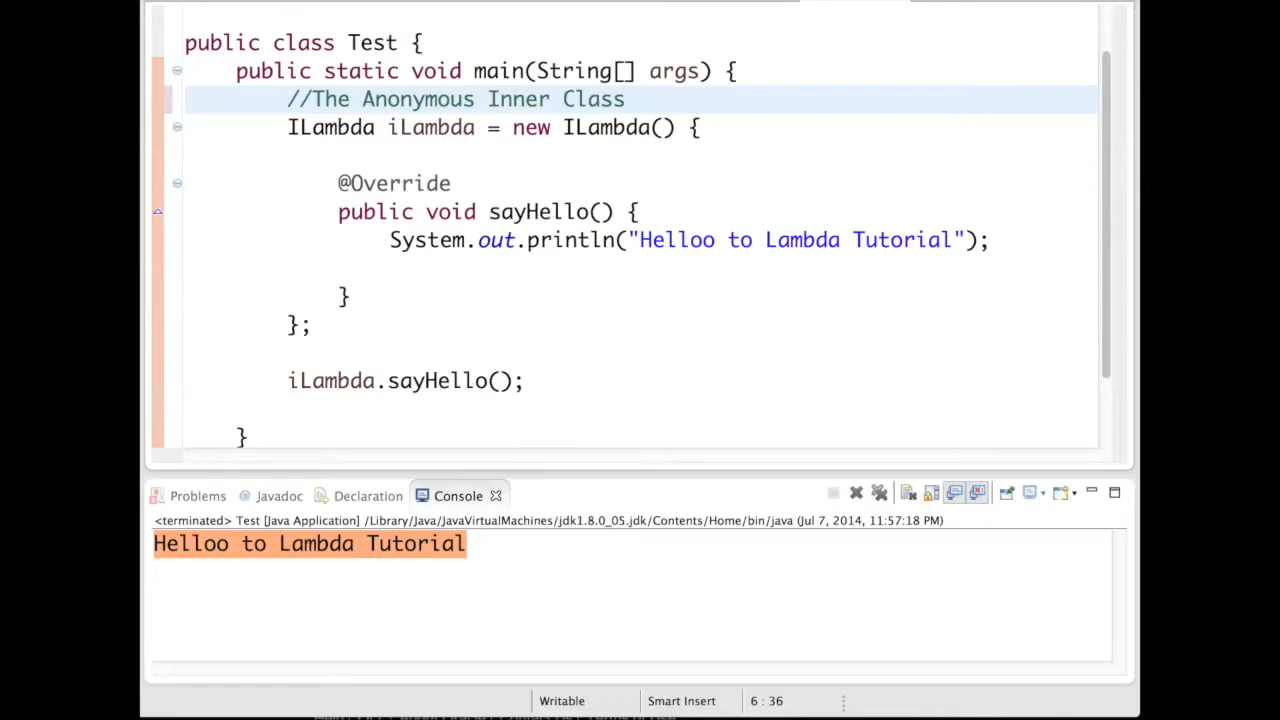 public class Test {
public static void main(String[] args) {
//The Anonymous Inner Class
ILambda iLambda = new ILambda() {
@Override
public void sayHello() {
System.out.println("Helloo to Lambda Tutorial");
}
};
iLambda.sayHello();
}
Problems @ Javadoc Declaration Console
<terminated> Test [Java Application] /Library/Java/JavaVirtualMachines/jdk1.8.0_05.jdk/Contents/Home/bin/java (Jul 7, 2014, 11:57:18 PM)
Helloo to Lambda Tutorial
Writable Smart Insert 6 : 36